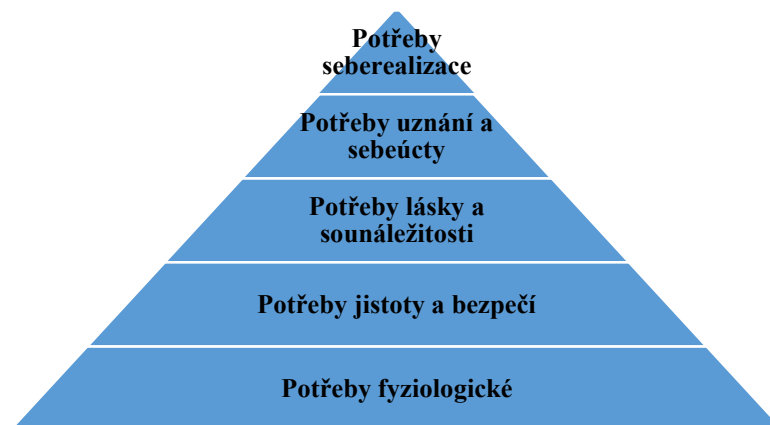 Potřeby
seberealizace
Potřeby uznání a
sebeúcty
Potřeby lásky a
sounáležitosti
Potřeby jistoty a bezpečí
Potřeby fyziologické